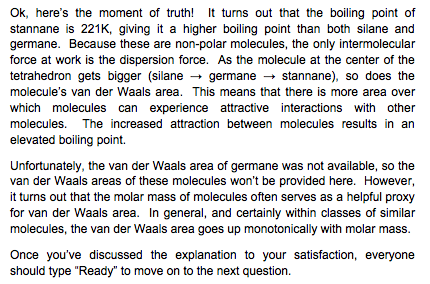 Ok, here's the moment of truth!  It turns out that the boiling point of
stannane is 221K, giving it a higher boiling point than both silane and
germane.  Because these are non-polar molecules, the only intermolecular
force at work is the dispersion force.  As the molecule at the center of the
tetrahedron gets bigger (silane → germane → stannane), so does the
molecule's van der Waals area.  This means that there is more area over
which molecules can experience attractive interactions with other
molecules.  The increased attraction between molecules results in an
elevated boiling point.
Unfortunately, the van der Waals area of germane was not available, so the
van der Waals areas of these molecules won't be provided here.  However,
it turns out that the molar mass of molecules often serves as a helpful proxy
for van der Waals area.  In general, and certainly within classes of similar
molecules, the van der Waals area goes up monotonically with molar mass.
Once you've discussed the explanation to your satisfaction, everyone
should type "Ready" to move on to the next question.